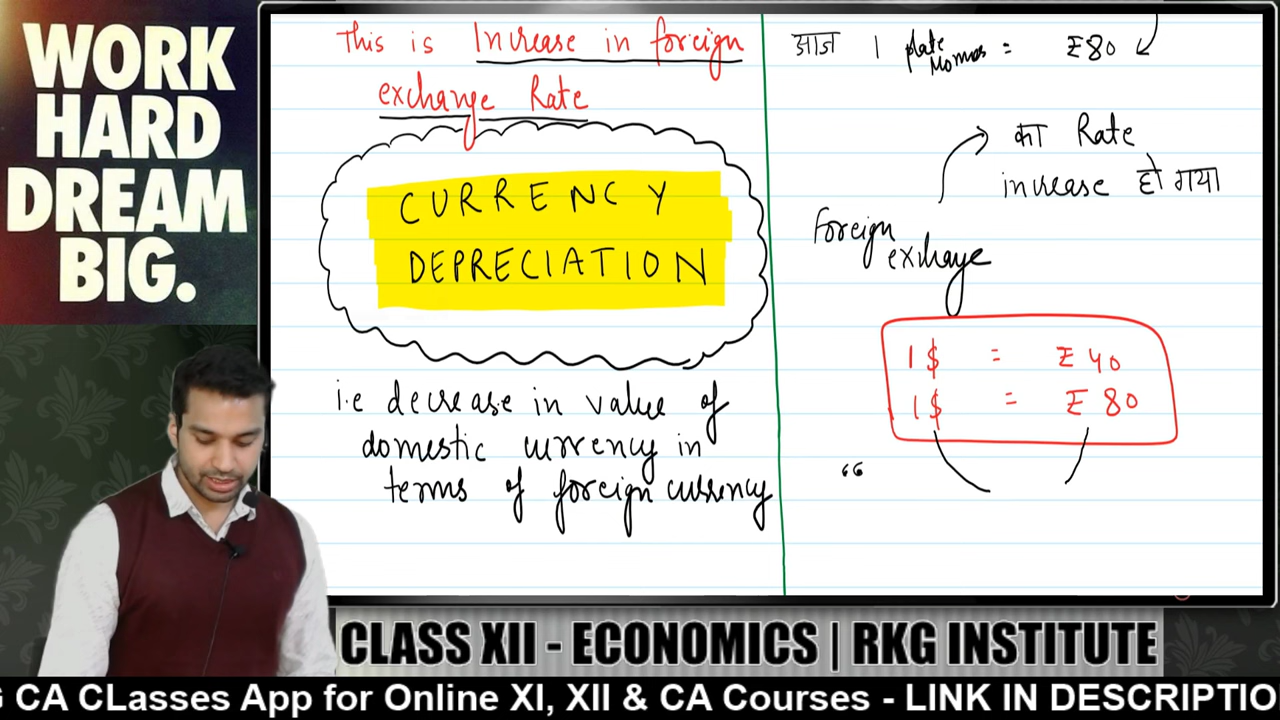 WORK
HARD
DREAM
BIG.
This is Increase in foreign
exchange Rate
CURRENCY
DEPRECIATION
i.e decrease in value of
domestic currency in
terms of foreign currency
आज 1 plate Momos = ₹80
का Rate
increase हो गया
Foreign
exchange
1$ = ₹40
1$ = ₹80
“
CLASS XII - ECONOMICS | RKG INSTITUTE
G CA CLasses App for Online XI, XII & CA Courses - LINK IN DESCRIPTIO